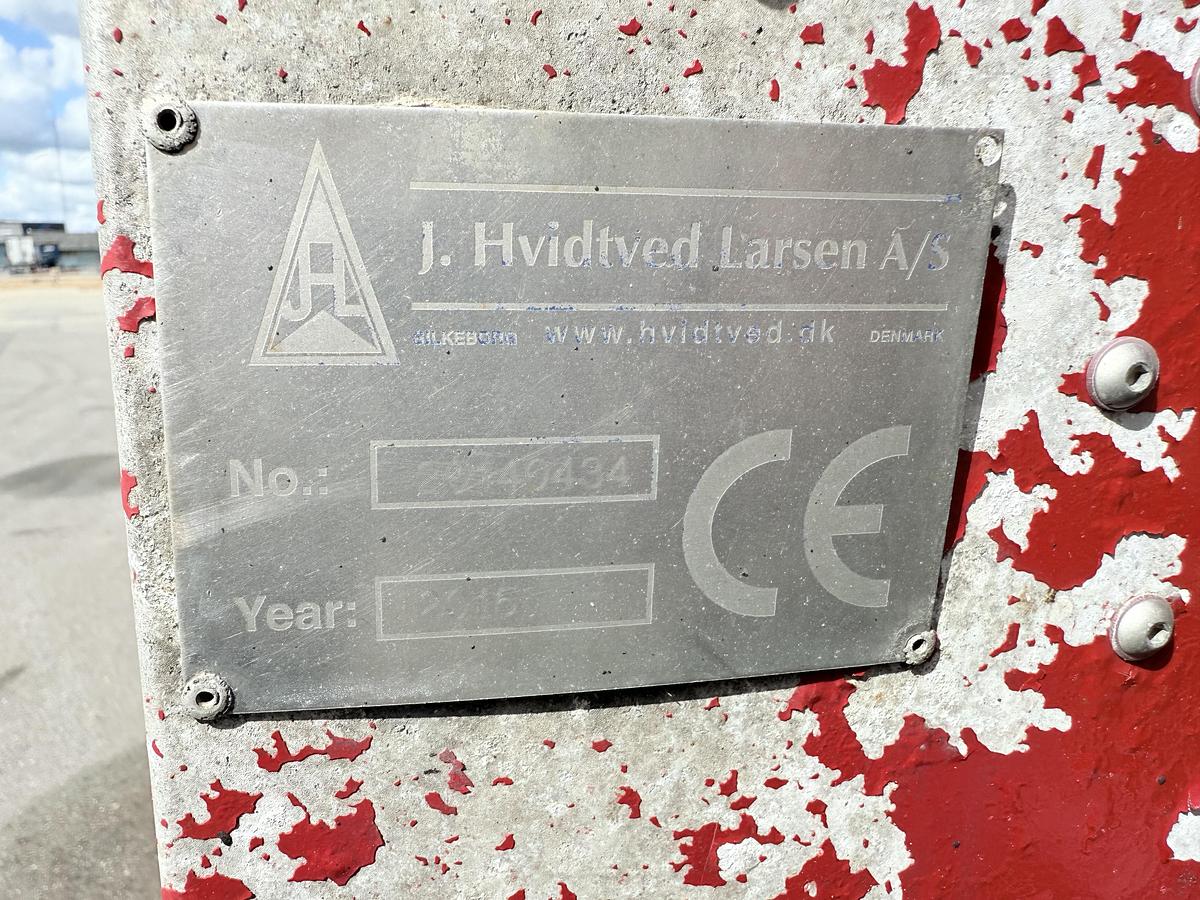 JHL
J. Hvidtved Larsen A/S
SILKEBORG www.hvidtved.dk DENMARK
No.:
Year:
CE